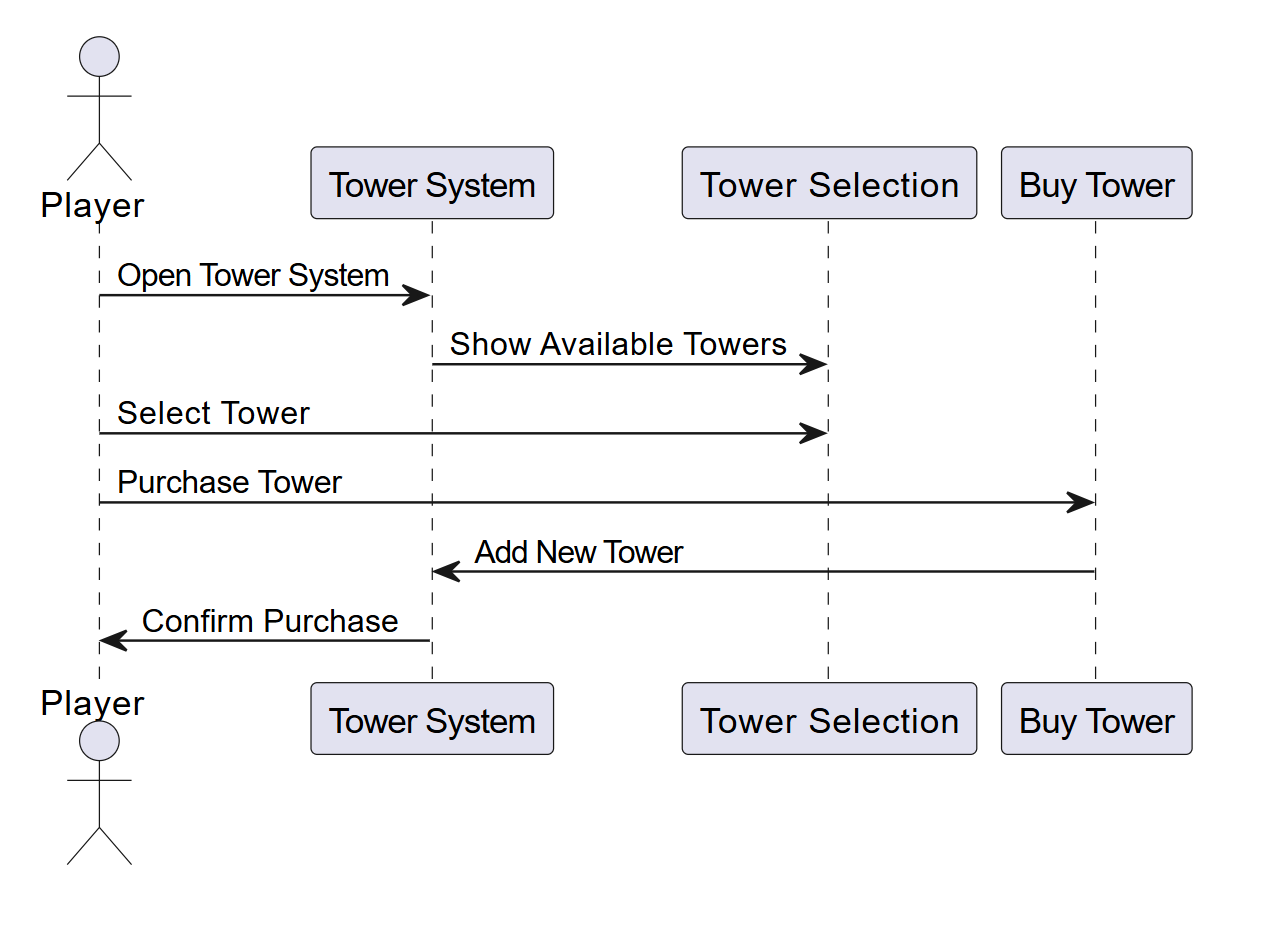 Player
Tower System
Tower Selection
Buy Tower
Open Tower System
Show Available Towers
Select Tower
Purchase Tower
Add New Tower
Confirm Purchase
Player
Tower System
Tower Selection
Buy Tower